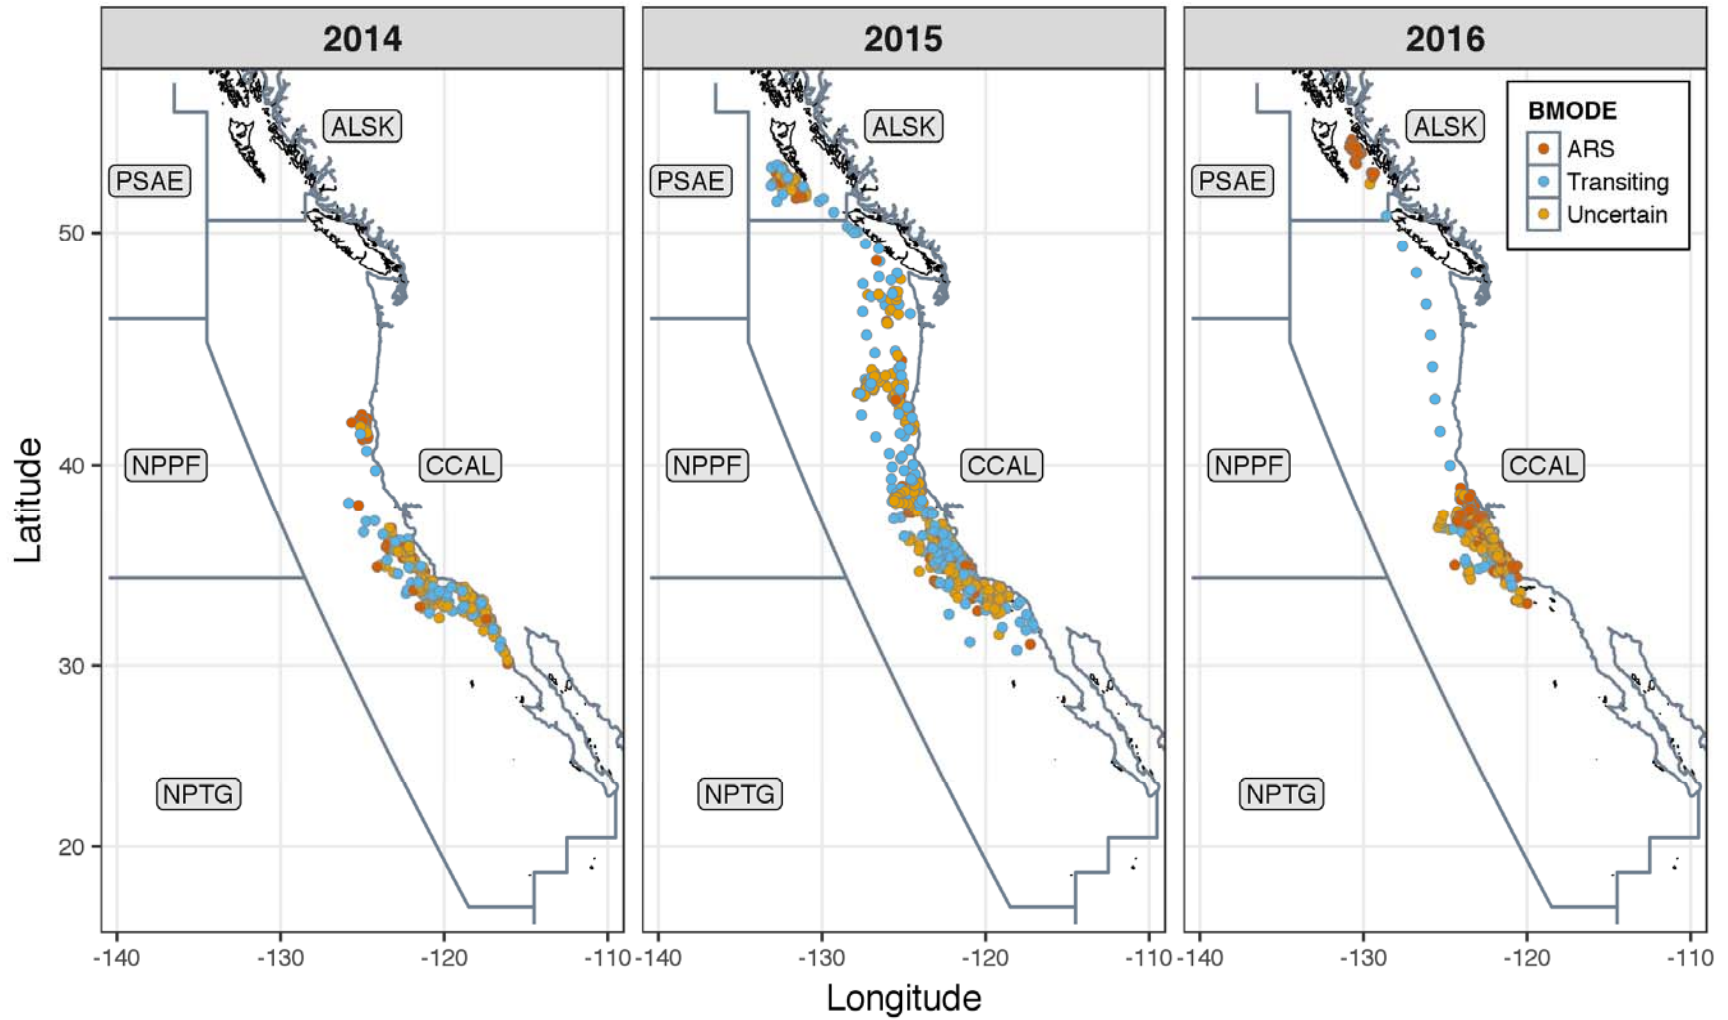 2014 2015 2016
ALSK ALSK ALSK
BMODE
ARS
Transiting
Uncertain
PSAE PSAE PSAE
50
NPPF CCAL NPPF CCAL NPPF CCAL
40
30
NPTG NPTG NPTG
20
Latitude
-140 -130 -120 -110 -140 -130 -120 -110 -140 -130 -120 -110
Longitude